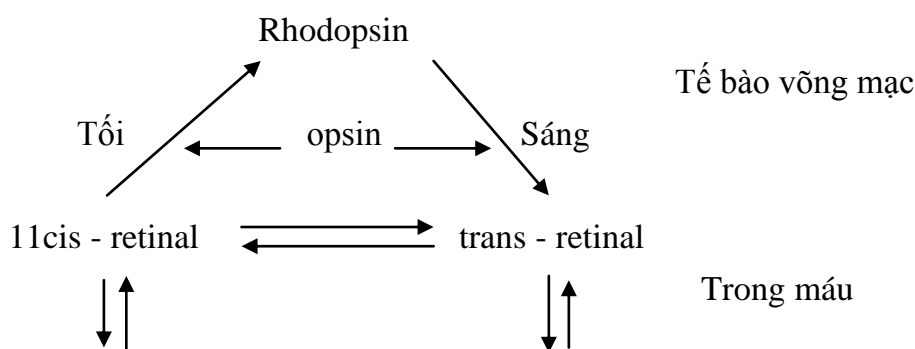 Rhodopsin
Tế bào võng mạc
Tối opsin Sáng
11cis - retinal trans - retinal
Trong máu